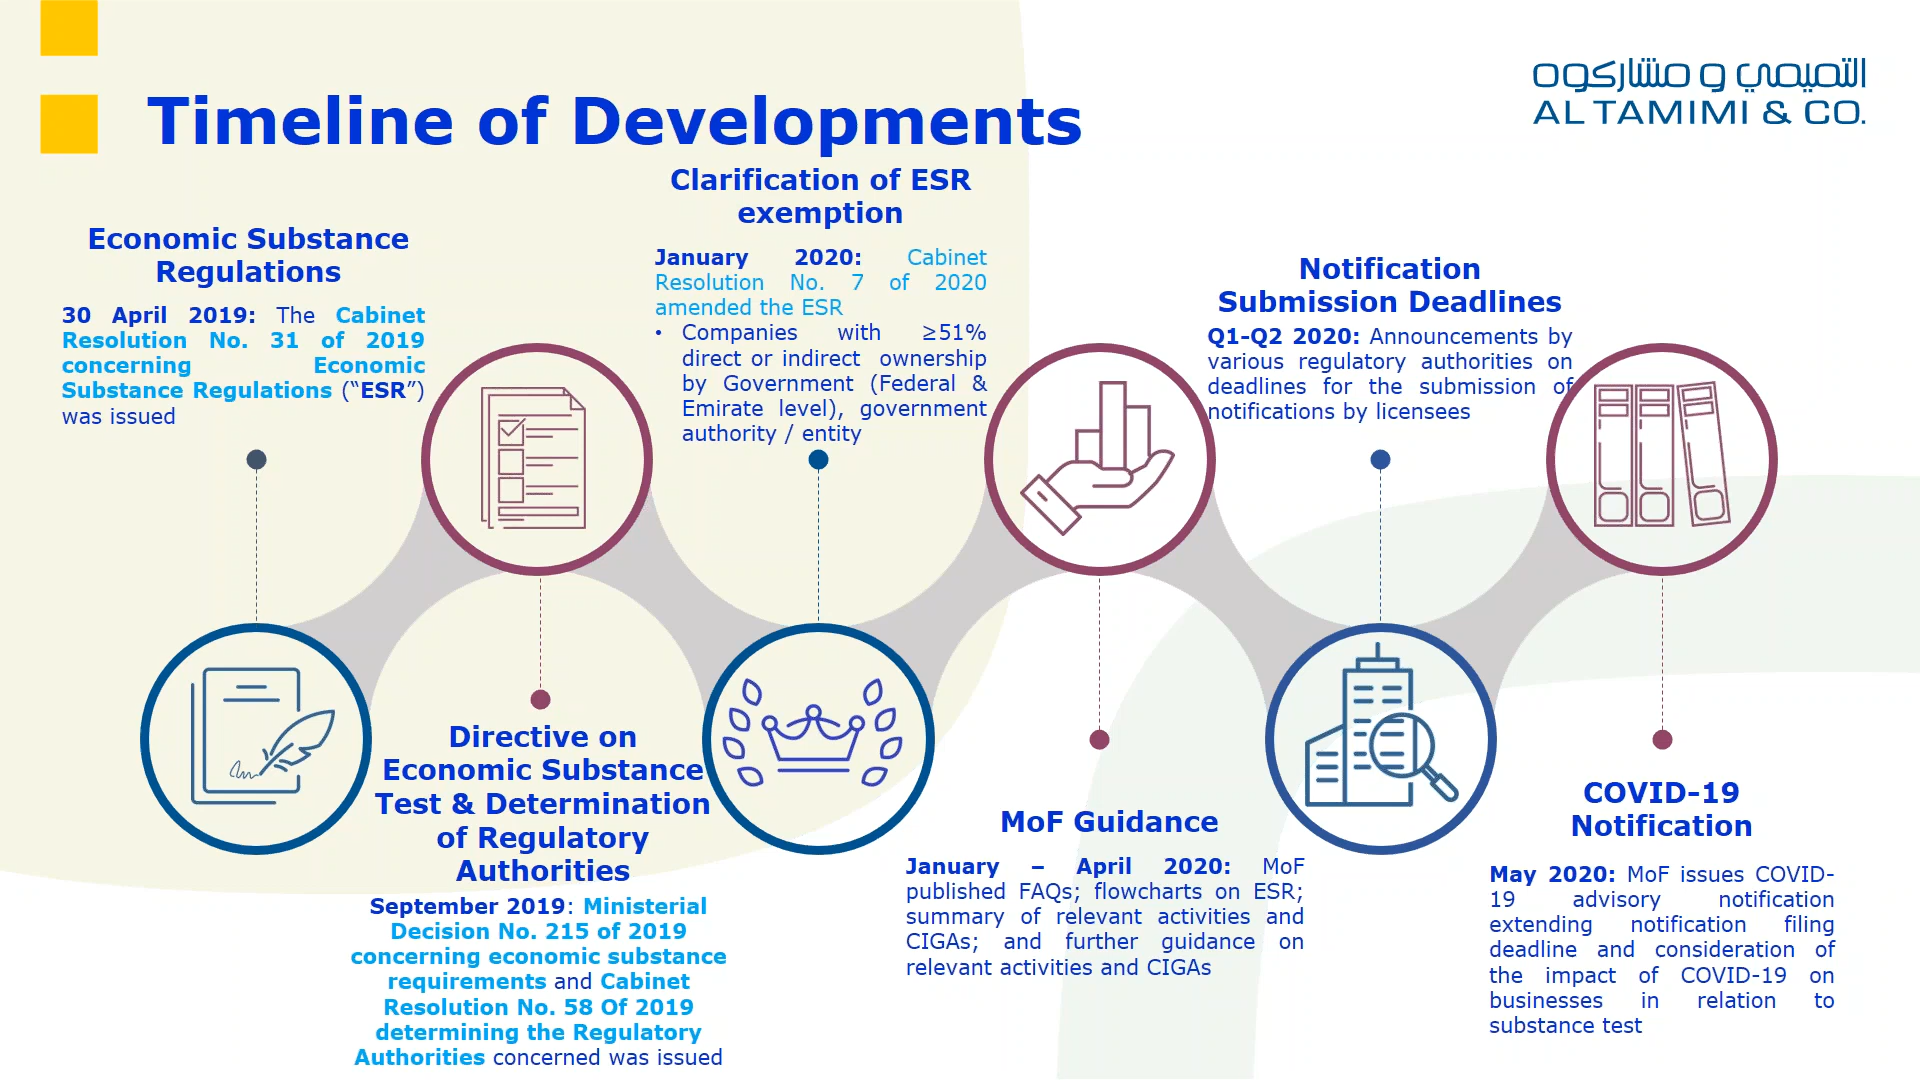 Timeline of Developments
التميمي و مشاركوه
AL TAMIMI & CO.
Economic Substance
Regulations
30 April 2019: The Cabinet
Resolution No. 31 of 2019
concerning Economic
Substance Regulations (“ESR”)
was issued
Directive on
Economic Substance
Test & Determination
of Regulatory
Authorities
September 2019: Ministerial
Decision No. 215 of 2019
concerning economic substance
requirements and Cabinet
Resolution No. 58 Of 2019
determining the Regulatory
Authorities concerned was issued
Clarification of ESR
exemption
January 2020: Cabinet
Resolution No. 7 of 2020
amended the ESR
• Companies with ≥51%
direct or indirect ownership
by Government (Federal &
Emirate level), government
authority / entity
MoF Guidance
January – April 2020: MoF
published FAQs; flowcharts on ESR;
summary of relevant activities and
CIGAs; and further guidance on
relevant activities and CIGAs
Notification
Submission Deadlines
Q1-Q2 2020: Announcements by
various regulatory authorities on
deadlines for the submission of
notifications by licensees
COVID-19
Notification
May 2020: MoF issues COVID-
19 advisory notification
extending notification filing
deadline and consideration of
the impact of COVID-19 on
businesses in relation to
substance test